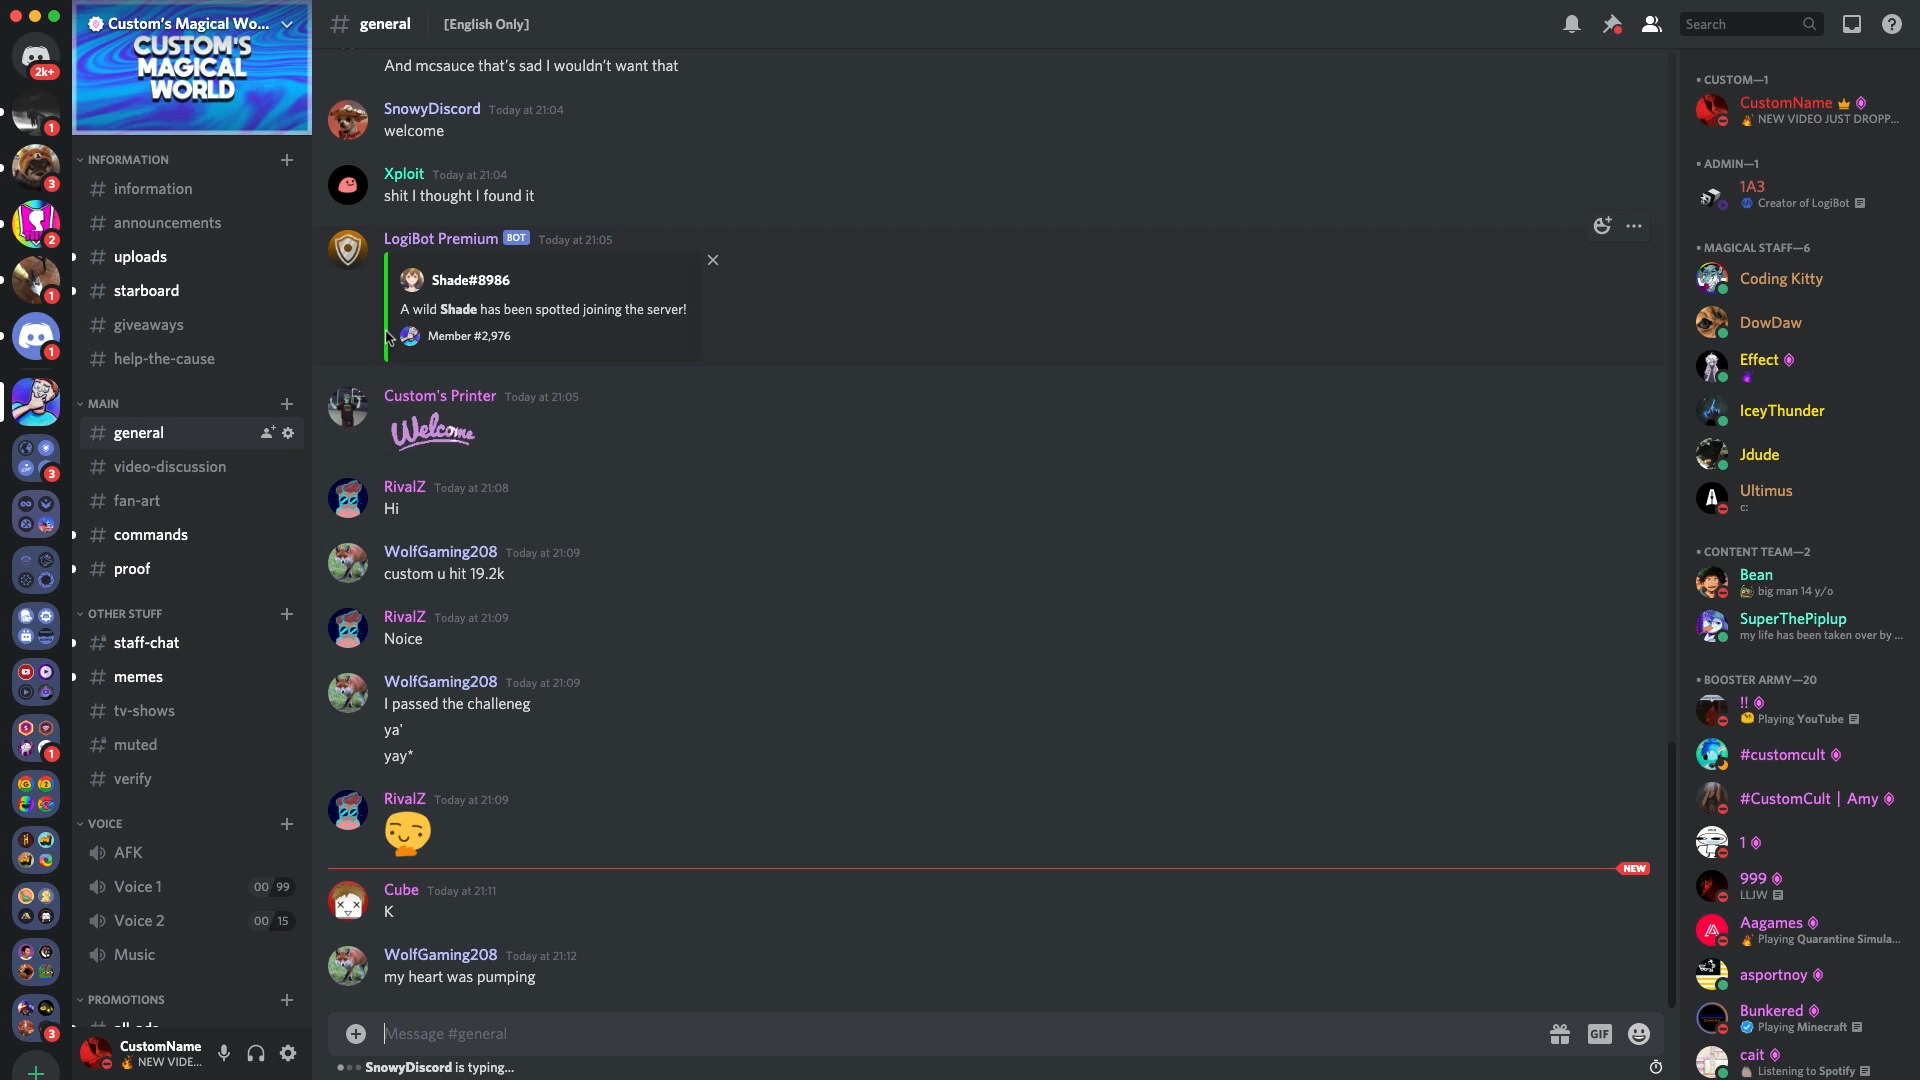 2k+
1
3
2
1
1
3
1
3
Custom's Magical Wo...
CUSTOM'S
MAGICAL
WORLD
INFORMATION
information
announcements
uploads
starboard
giveaways
help-the-cause
MAIN
general
video-discussion
fan-art
commands
proof
OTHER STUFF
staff-chat
memes
tv-shows
muted
verify
VOICE
AFK
Voice 1 00 99
Voice 2 00 15
Music
PROMOTIONS
CustomName
NEW VIDE...
# general [English Only]
Search
And mcsauce that's sad I wouldn't want that
SnowyDiscord Today at 21:04
welcome
Xploit Today at 21:04
shit I thought I found it
LogiBot Premium BOT Today at 21:05
Shade#8986
A wild Shade has been spotted joining the server!
Member #2,976
Custom's Printer Today at 21:05
Welcome
RivalZ Today at 21:08
Hi
WolfGaming208 Today at 21:09
custom u hit 19.2k
RivalZ Today at 21:09
Noice
WolfGaming208 Today at 21:09
I passed the challeneg
ya'
yay*
RivalZ Today at 21:09
NEW
Cube Today at 21:11
K
WolfGaming208 Today at 21:12
my heart was pumping
Message #general
GIF
SnowyDiscord is typing...
• CUSTOM—1
CustomName
NEW VIDEO JUST DROPP...
• ADMIN—1
1A3
Creator of LogiBot
• MAGICAL STAFF—6
Coding Kitty
DowDaw
Effect
IceyThunder
Jdude
Ultimus
c:
• CONTENT TEAM—2
Bean
big man 14 y/o
SuperThePiplup
my life has been taken over by ...
• BOOSTER ARMY—20
!!
Playing YouTube
#customcult
#CustomCult | Amy
1
999
LLJW
Aagames
Playing Quarantine Simula...
asportnoy
Bunkered
Playing Minecraft
cait
Listening to Spotify